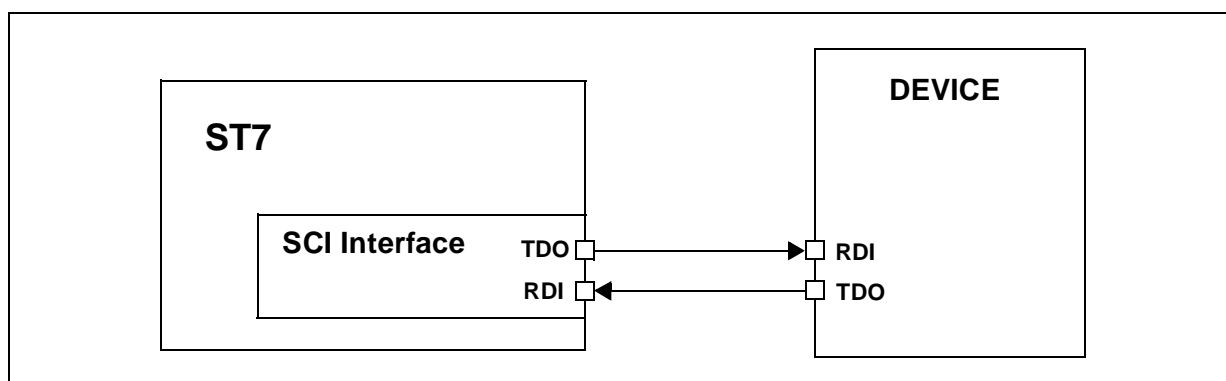 DEVICE
ST7
SCI Interface
TDO
RDI
RDI
TDO